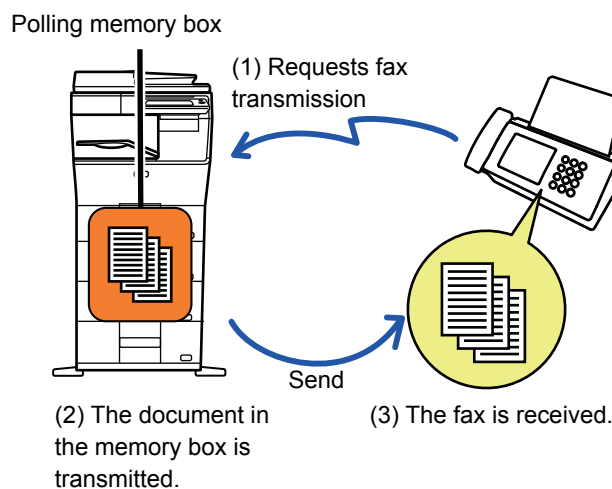 Polling memory box
(1) Requests fax
transmission
Send
(2) The document in
the memory box is
transmitted.
(3) The fax is received.